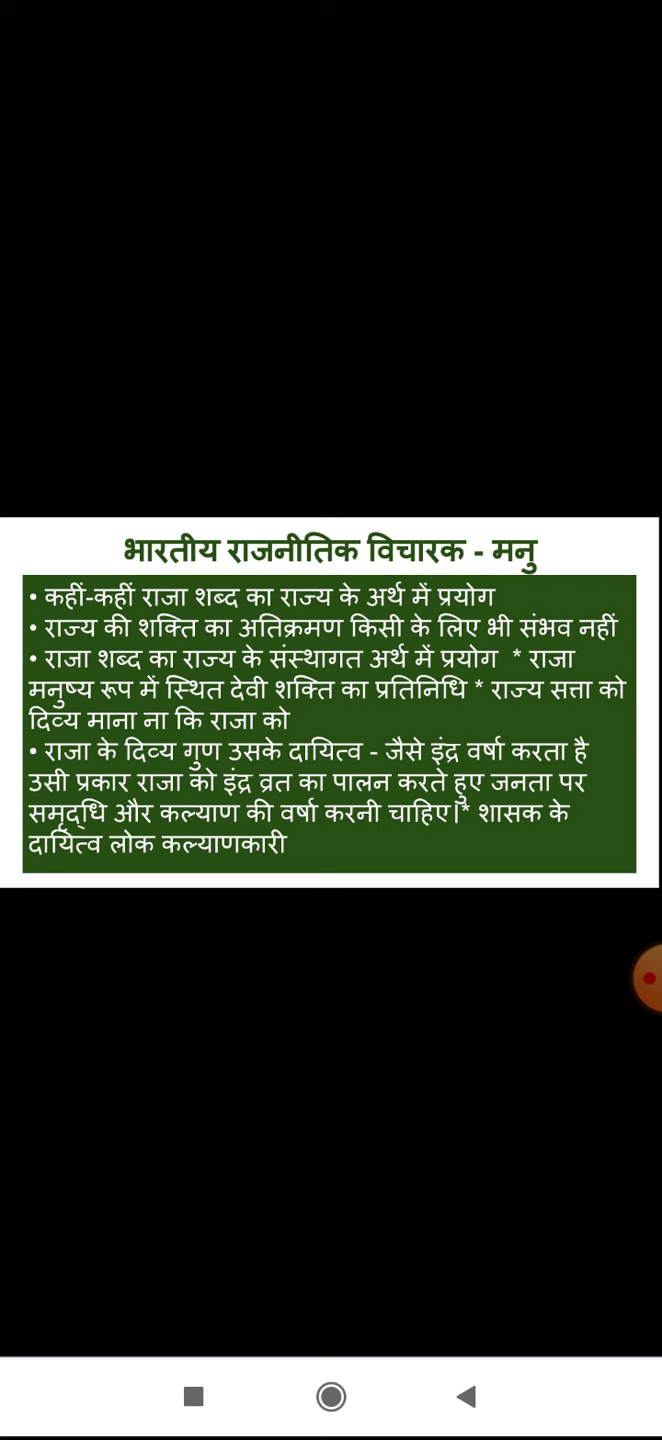 भारतीय राजनीतिक विचारक - मनु
• कहीं-कहीं राजा शब्द का राज्य के अर्थ में प्रयोग
• राज्य की शक्ति का अतिक्रमण किसी के लिए भी संभव नहीं
• राजा शब्द का राज्य के संस्थागत अर्थ में प्रयोग * राजा
मनुष्य रूप में स्थित देवी शक्ति का प्रतिनिधि * राज्य सत्ता को
दिव्य माना ना कि राजा को
• राजा के दिव्य गुण उसके दायित्व - जैसे इंद्र वर्षा करता है
उसी प्रकार राजा को इंद्र व्रत का पालन करते हुए जनता पर
समृद्धि और कल्याण की वर्षा करनी चाहिए।* शासक के
दायित्व लोक कल्याणकारी